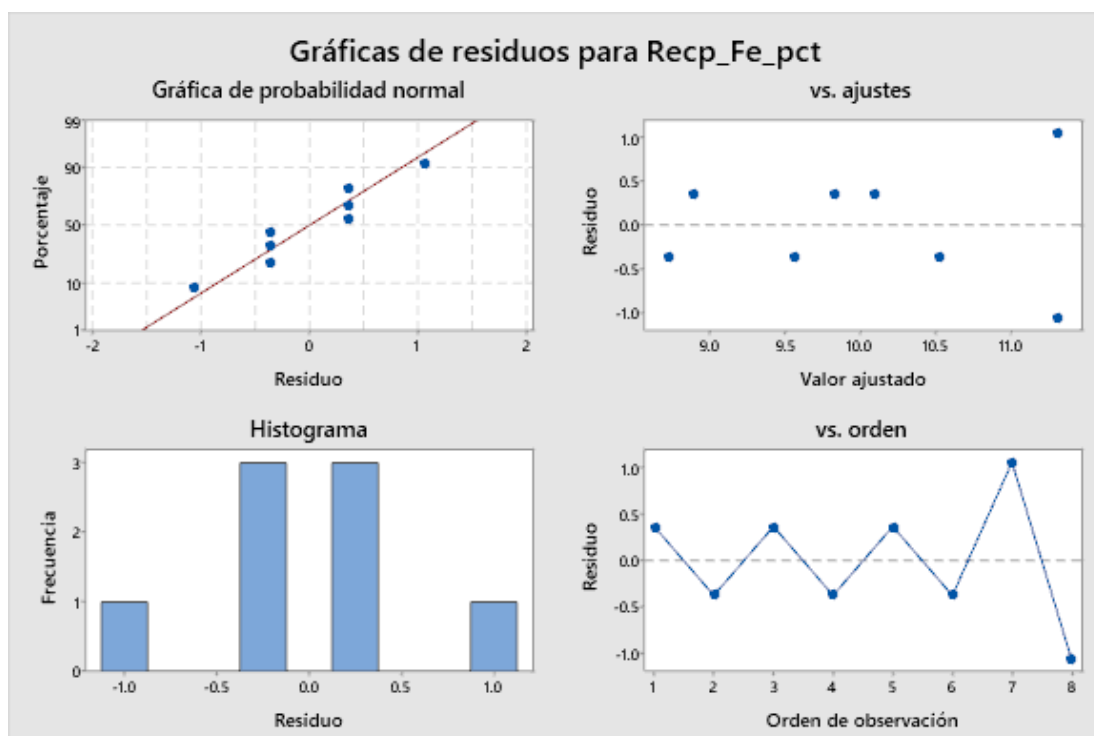 Gráficas de residuos para Recp_Fe_pct
Gráfica de probabilidad normal
Porcentaje
99
90
50
10
1
-2 -1 0 1 2
Residuo
vs. ajustes
Residuo
1.0
0.5
0.0
-0.5
-1.0
9.0 9.5 10.0 10.5 11.0
Valor ajustado
Histograma
Frecuencia
3
2
1
0
-1.0 -0.5 0.0 0.5 1.0
Residuo
vs. orden
Residuo
1.0
0.5
0.0
-0.5
-1.0
1 2 3 4 5 6 7 8
Orden de observación